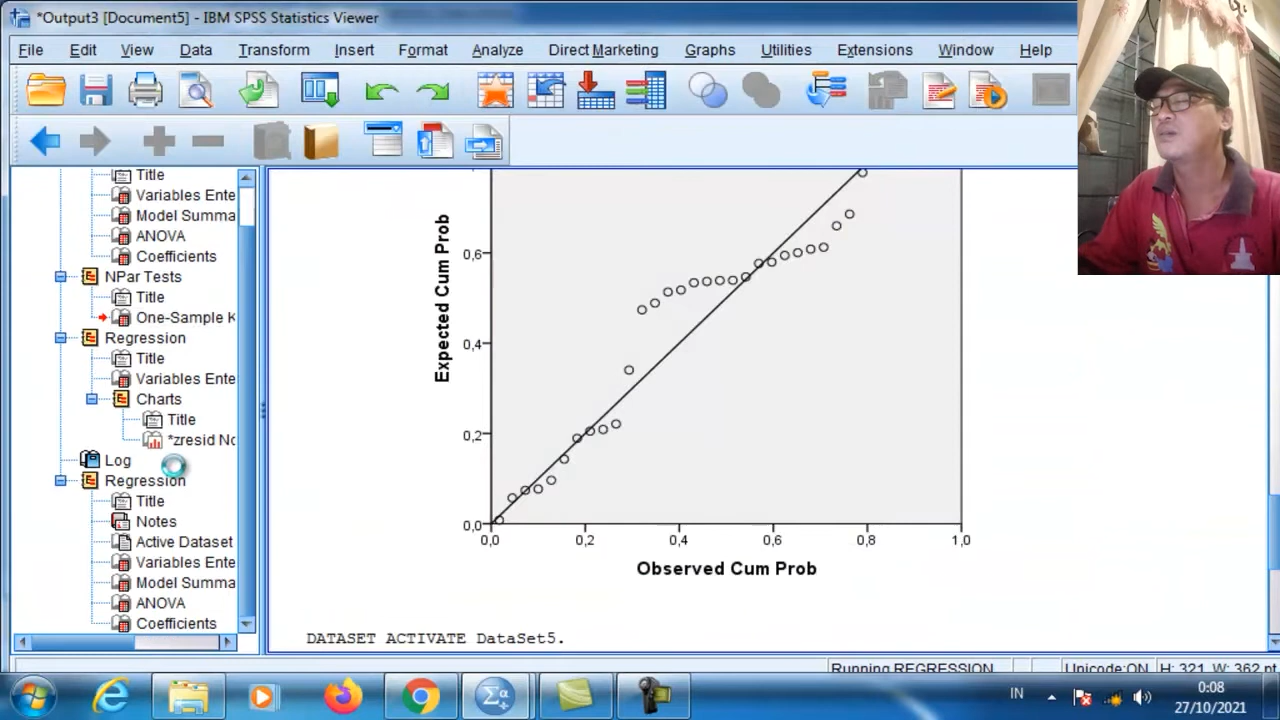 *Output3 [Document5] - IBM SPSS Statistics Viewer
File Edit View Data Transform Insert Format Analyze Direct Marketing Graphs Utilities Extensions Window Help
Title
Variables Ente
Model Summa
ANOVA
Coefficients
NPar Tests
Title
One-Sample K
Regression
Title
Variables Ente
Charts
Title
*zresid No
Log
Regression
Title
Notes
Active Dataset
Variables Ente
Model Summa
ANOVA
Coefficients
Expected Cum Prob
0,6
0,4
0,2
0,0
0,0 0,2 0,4 0,6 0,8 1,0
Observed Cum Prob
DATASET ACTIVATE DataSet5.
Running REGRESSION
Unicode:ON H: 321, W: 362 pt
IN
0:08
27/10/2021